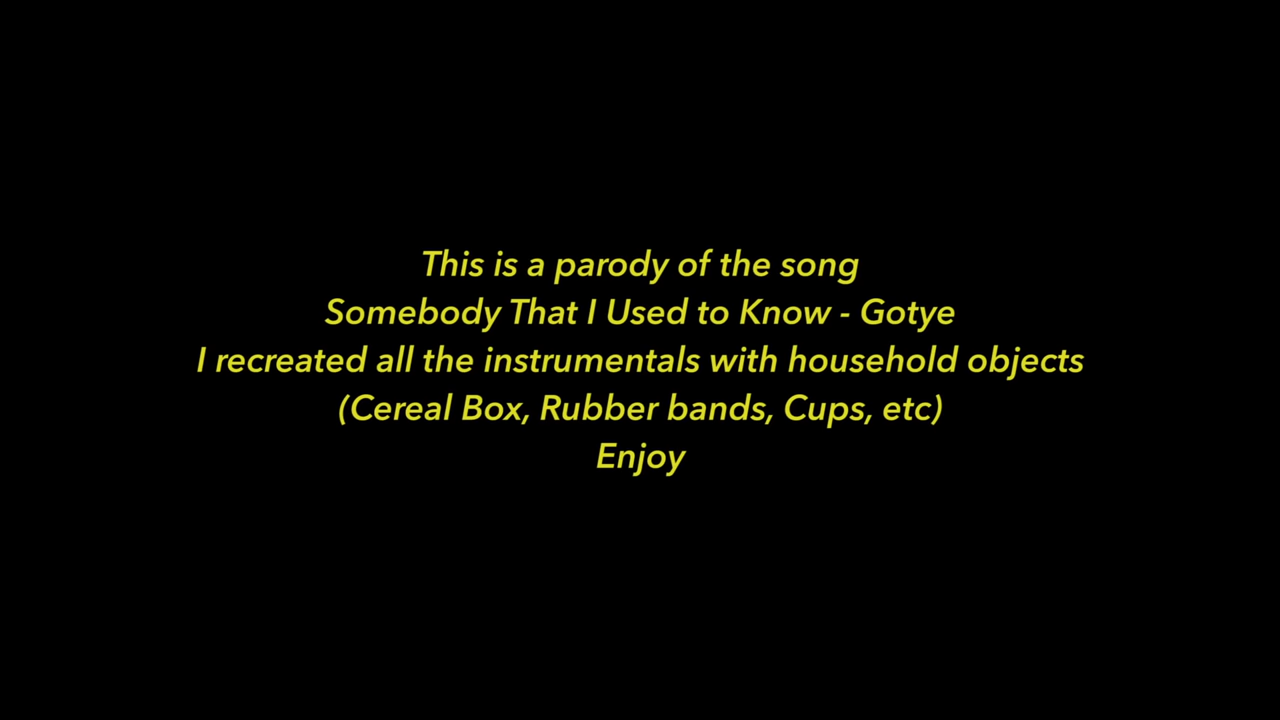 This is a parody of the song
Somebody That I Used to Know - Gotye
I recreated all the instrumentals with household objects
(Cereal Box, Rubber bands, Cups, etc)
Enjoy